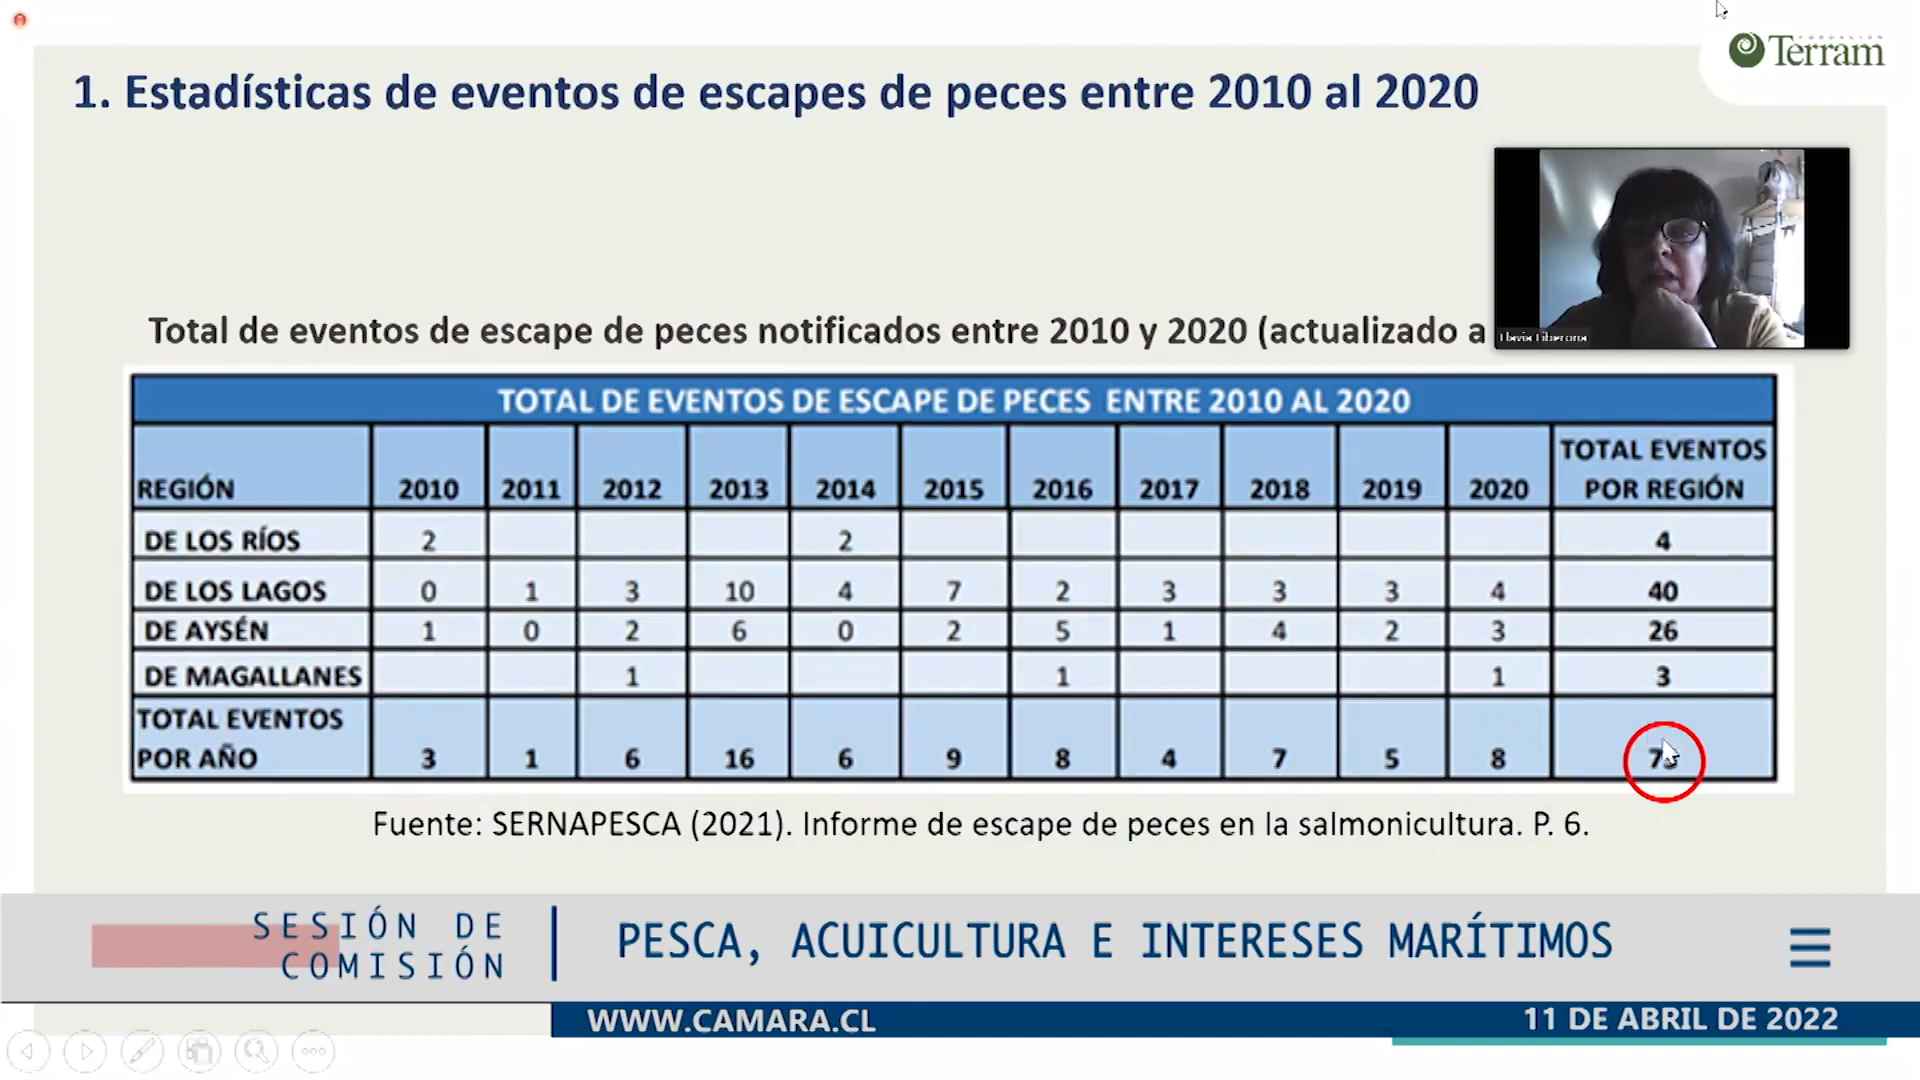 FUNDACIÓN
Terram
1. Estadísticas de eventos de escapes de peces entre 2010 al 2020
Total de eventos de escape de peces notificados entre 2010 y 2020 (actualizado a
TOTAL DE EVENTOS DE ESCAPE DE PECES ENTRE 2010 AL 2020
REGIÓN 2010 2011 2012 2013 2014 2015 2016 2017 2018 2019 2020 TOTAL EVENTOS POR REGIÓN
DE LOS RÍOS 2 2 4
DE LOS LAGOS 0 1 3 10 4 7 2 3 3 3 4 40
DE AYSÉN 1 0 2 6 0 2 5 1 4 2 3 26
DE MAGALLANES 1 1 1 3
TOTAL EVENTOS
POR AÑO 3 1 6 16 6 9 8 4 7 5 8
Fuente: SERNAPESCA (2021). Informe de escape de peces en la salmonicultura. P. 6.
SESIÓN DE
COMISIÓN
PESCA, ACUICULTURA E INTERESES MARÍTIMOS
WWW.CAMARA.CL
11 DE ABRIL DE 2022